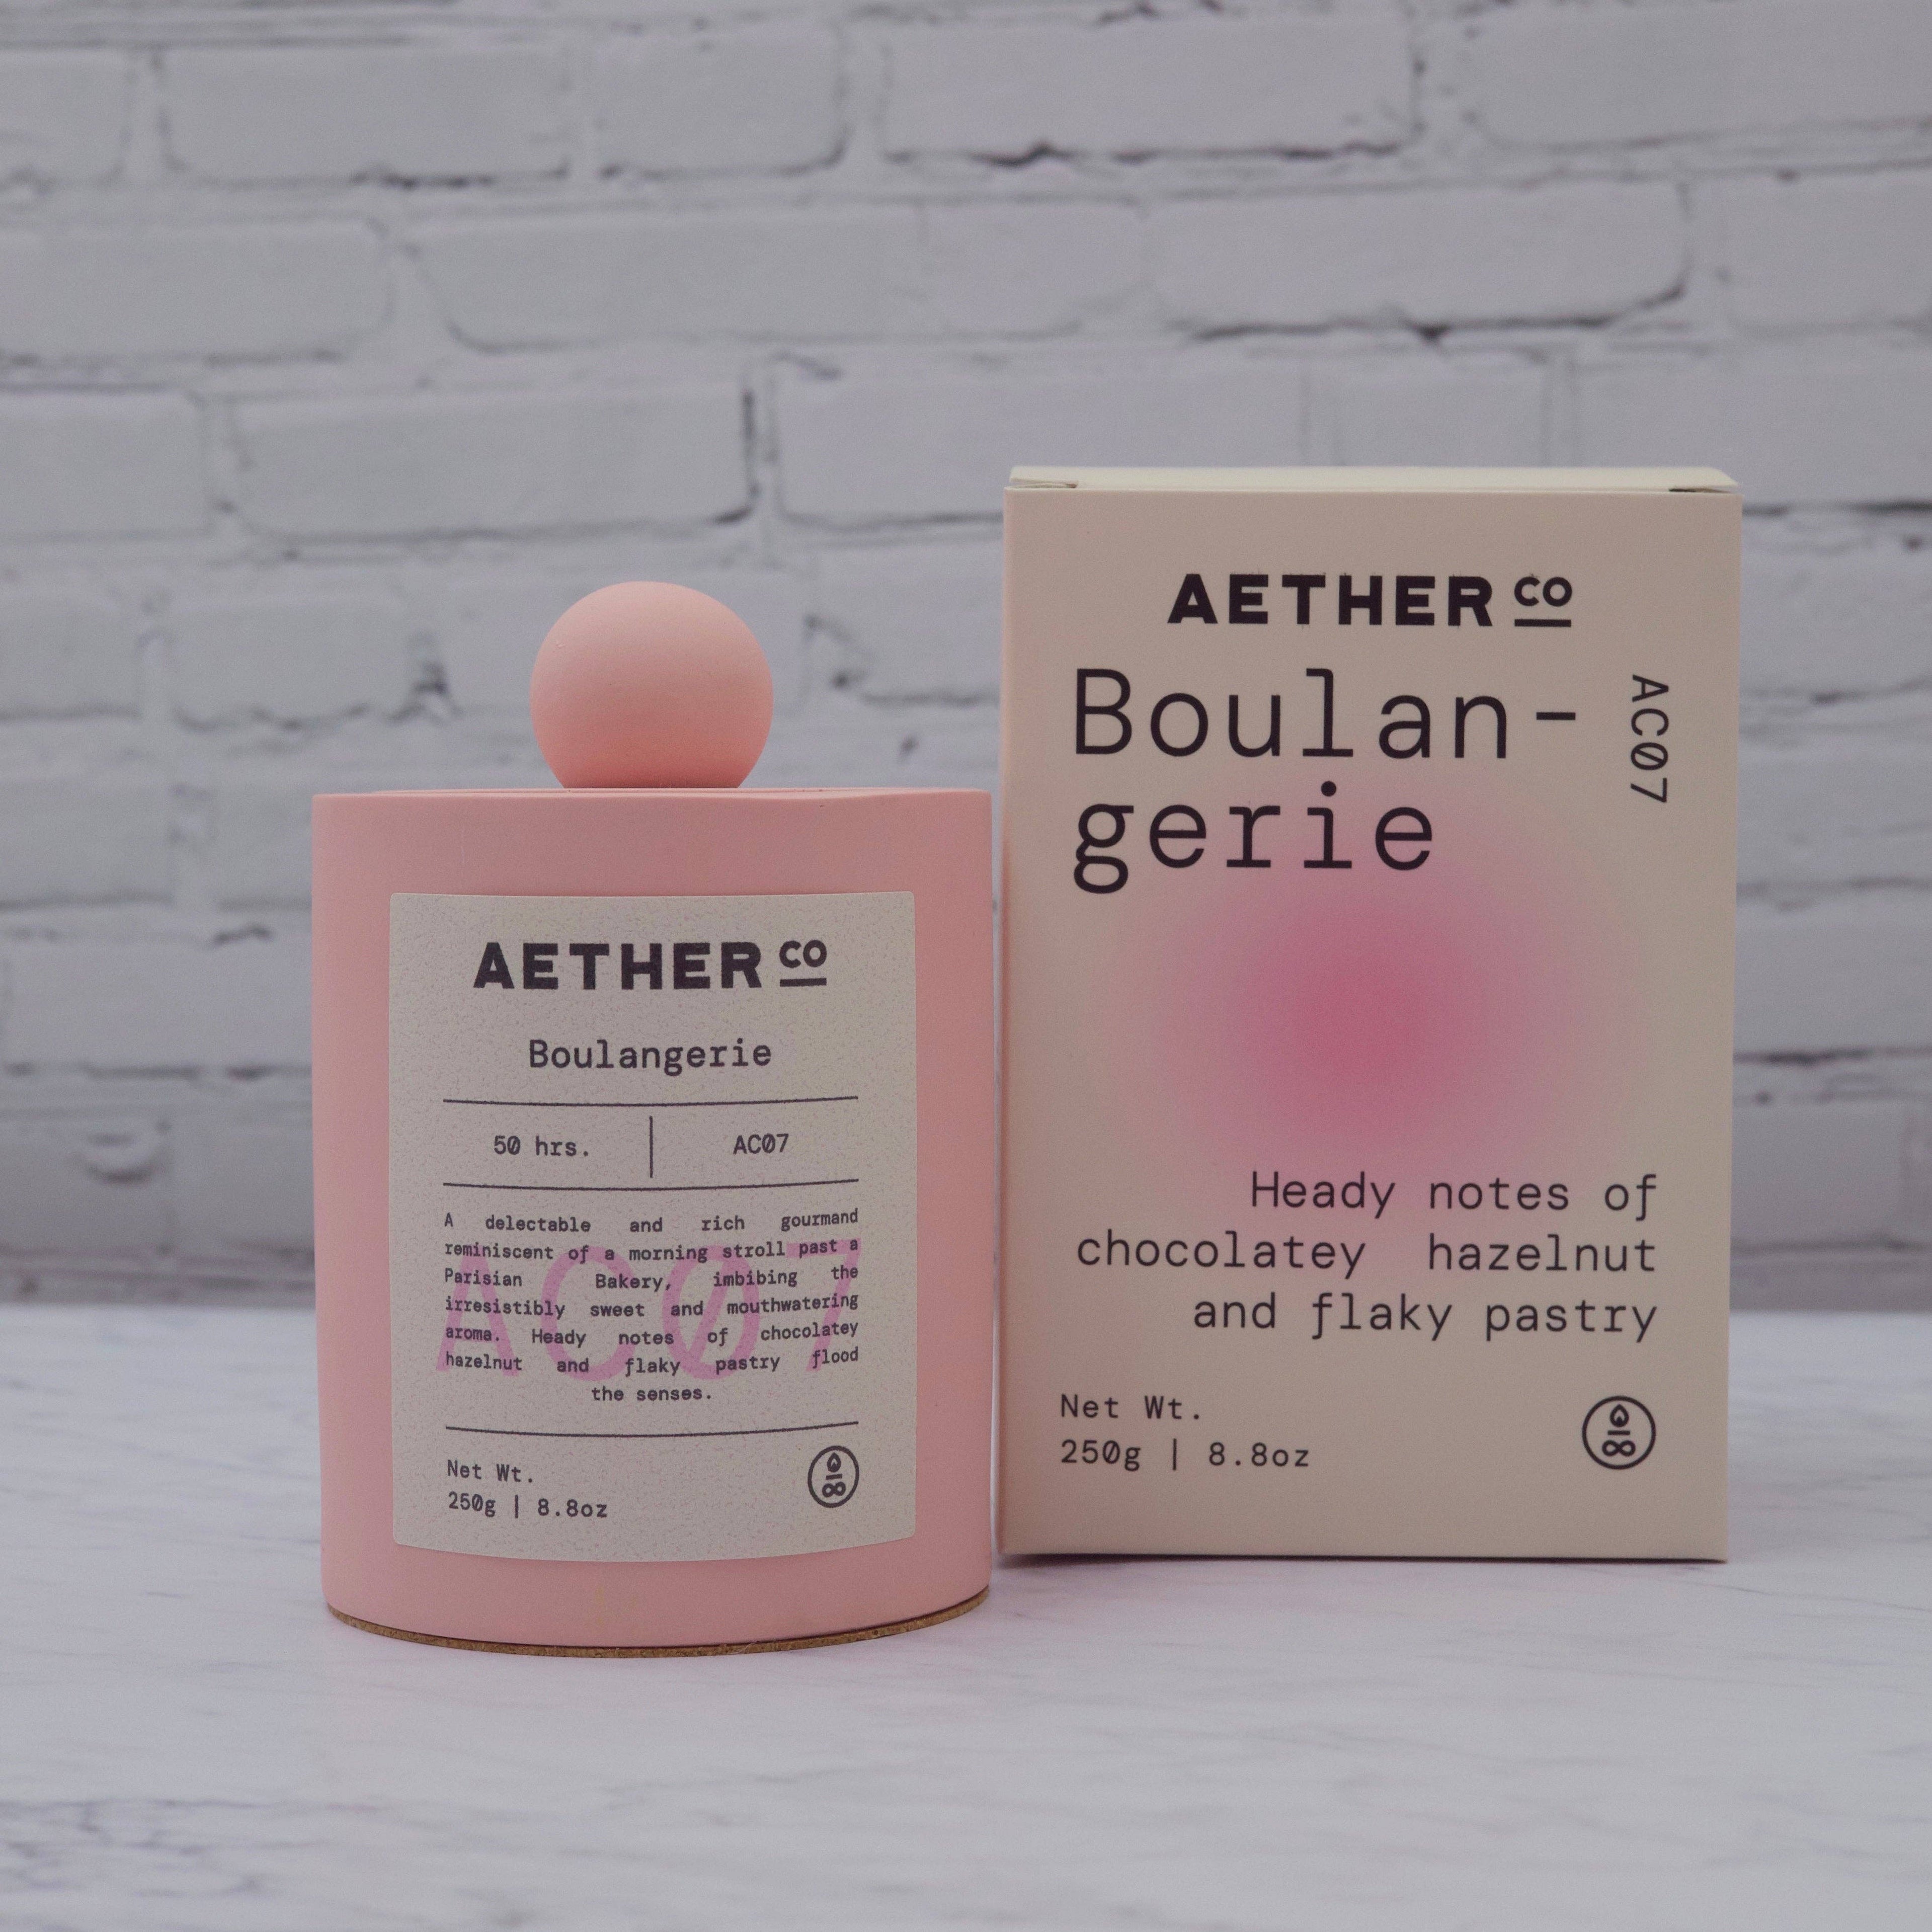 AETHER CO
Boulangerie
50 hrs.
AC07
A delectable and rich gourmand
reminiscent of a morning stroll past a
Parisian Bakery, imbibing the
irresistibly sweet and mouthwatering
aroma. Heady notes of chocolatey
hazelnut and flaky pastry flood
the senses.
AC07
Net Wt.
250g | 8.8oz
AETHER CO
Boulan-
gerie
AC07
Heady notes of
chocolatey hazelnut
and flaky pastry
Net Wt.
250g | 8.8oz